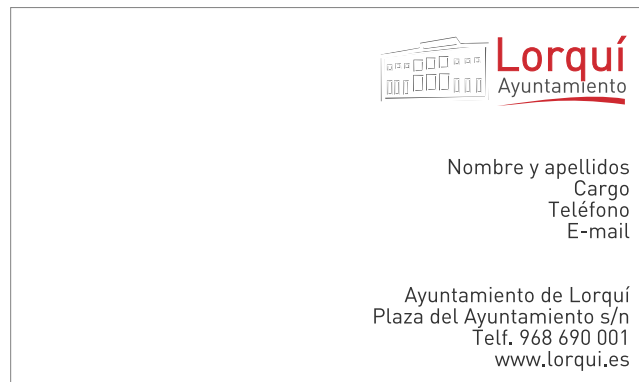 Lorquí
Ayuntamiento
Nombre y apellidos
Cargo
Teléfono
E-mail
Ayuntamiento de Lorquí
Plaza del Ayuntamiento s/n
Telf. 968 690 001
www.lorqui.es